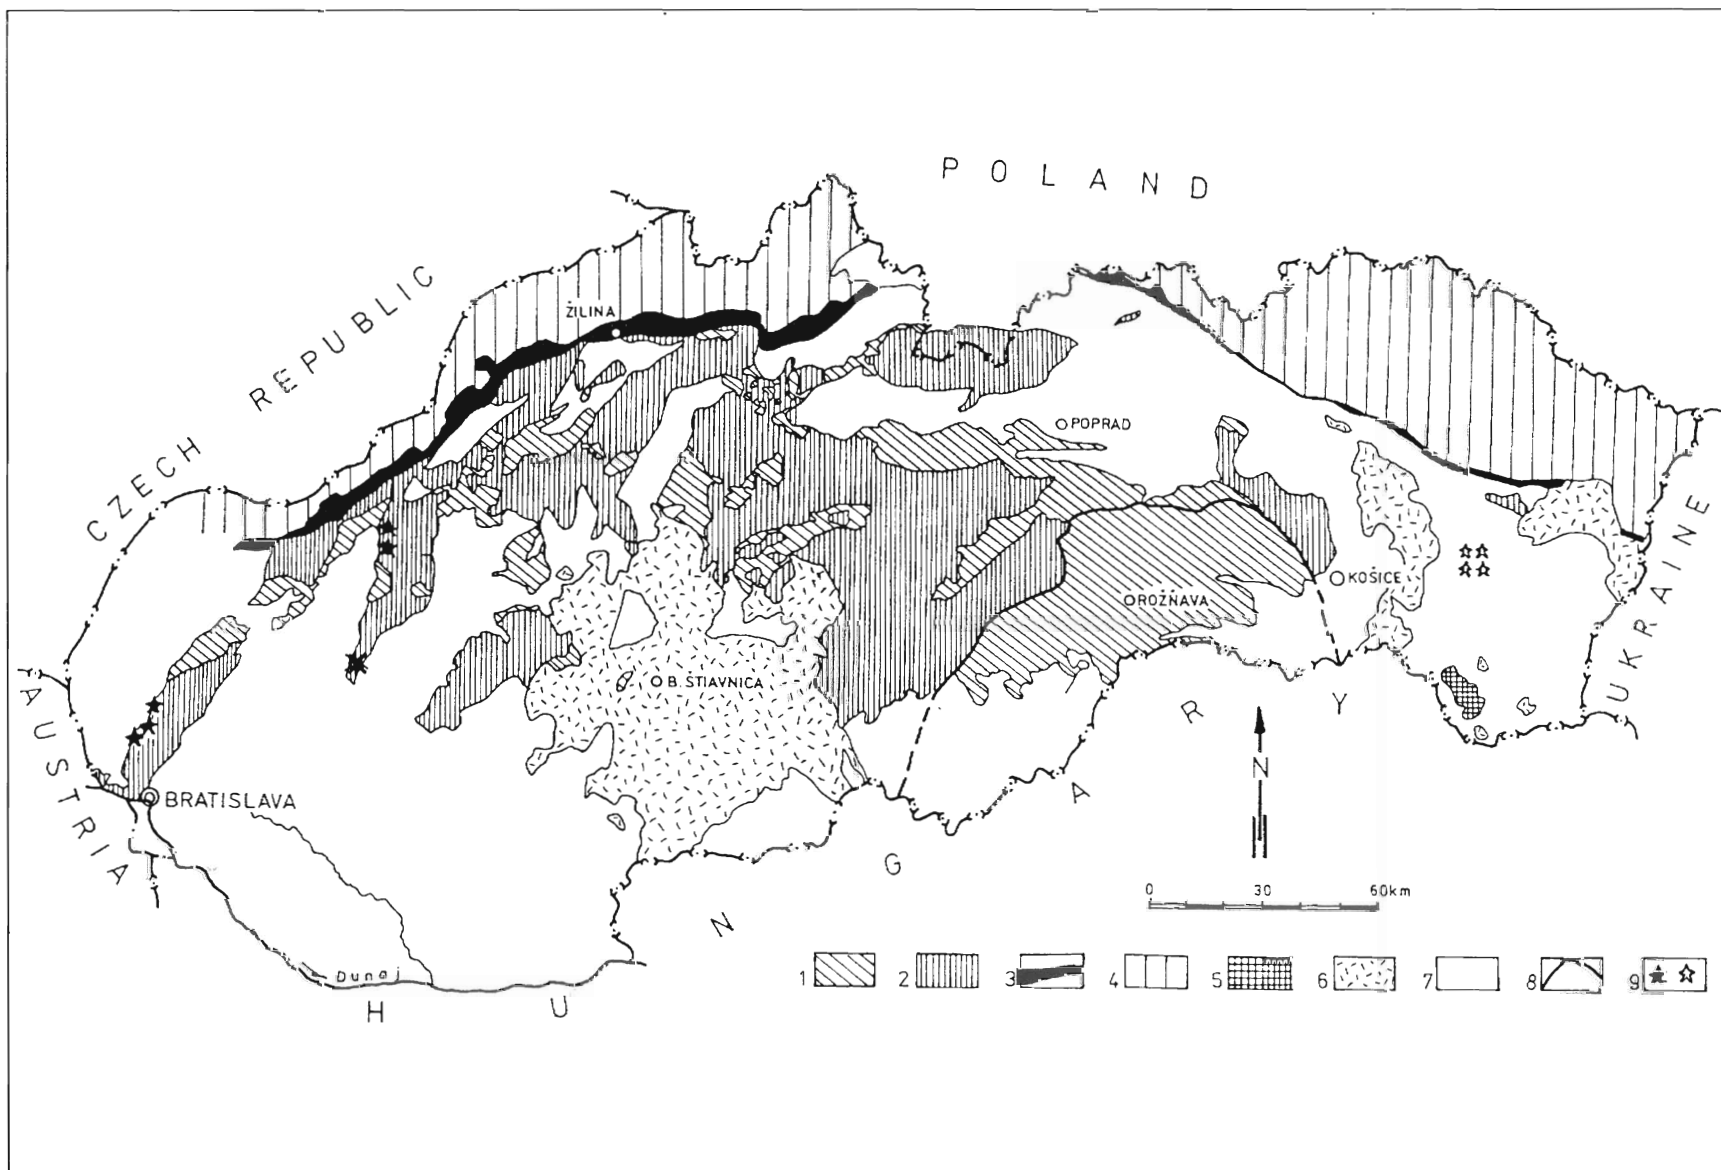 POLAND
CZECH REPUBLIC
ŽILINA
POPRAD
KOŠICE
ROŽŇAVA
B. ŠTIAVNICA
UKRAINE
AUSTRIA
BRATISLAVA
Dunaj
HUNGARY
N
0 30 60km
1 2 3 4 5 6 7 8 9